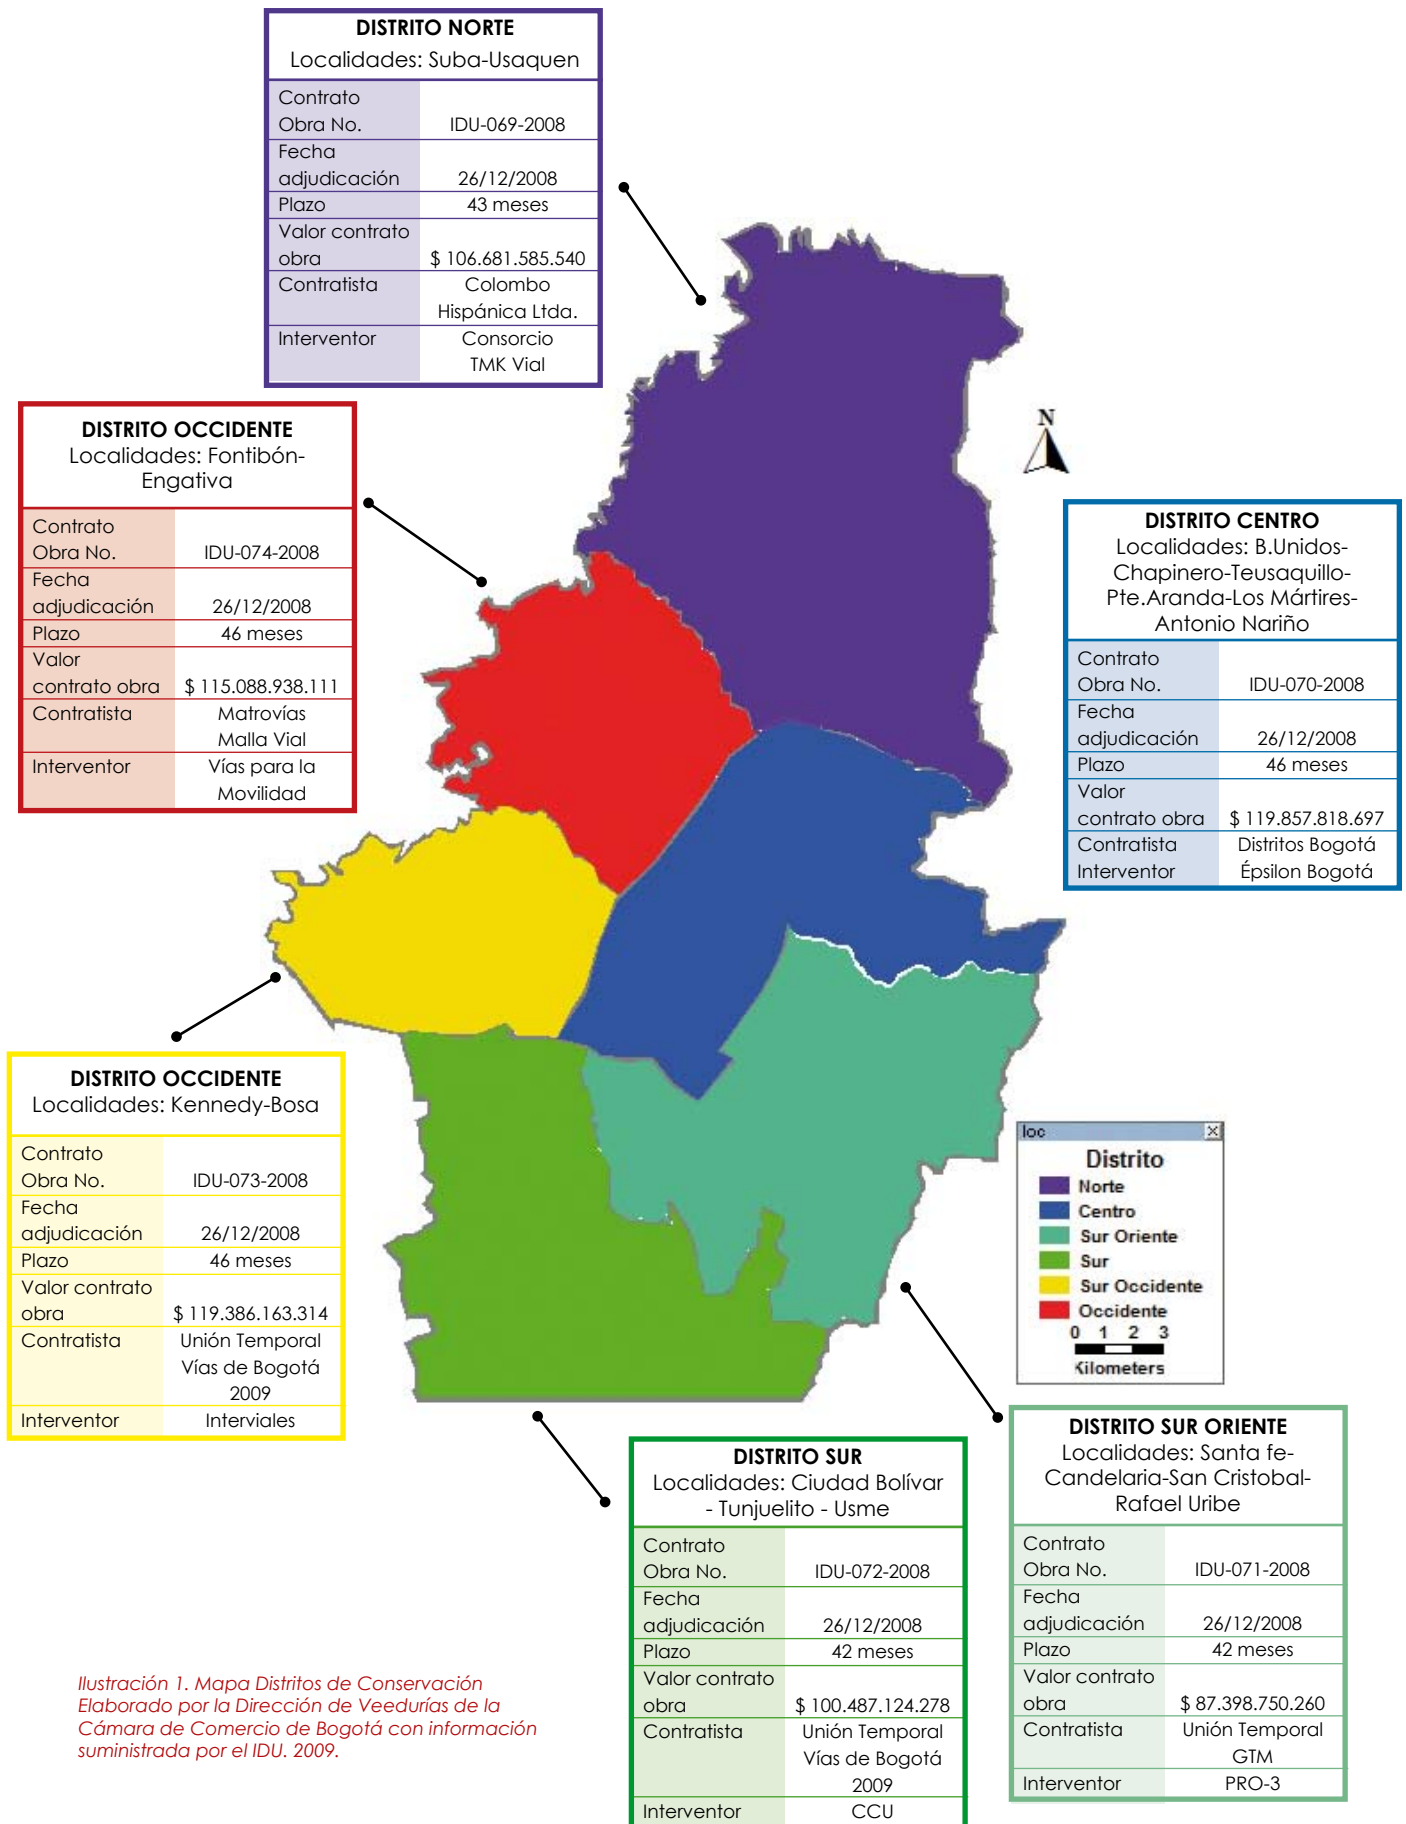 DISTRITO NORTE
Localidades: Suba-Usaquen
Contrato
Obra No. IDU-069-2008
Fecha
adjudicación 26/12/2008
Plazo 43 meses
Valor contrato
obra $ 106.681.585.540
Contratista Colombo
Hispánica Ltda.
Interventor Consorcio
TMK Vial
DISTRITO OCCIDENTE
Localidades: Fontibón-
Engativa
Contrato
Obra No. IDU-074-2008
Fecha
adjudicación 26/12/2008
Plazo 46 meses
Valor
contrato obra $ 115.088.938.111
Contratista Matrovías
Malla Vial
Interventor Vías para la
Movilidad
N
DISTRITO CENTRO
Localidades: B.Unidos-
Chapinero-Teusaquillo-
Pte.Aranda-Los Mártires-
Antonio Nariño
Contrato
Obra No. IDU-070-2008
Fecha
adjudicación 26/12/2008
Plazo 46 meses
Valor
contrato obra $ 119.857.818.697
Contratista Distritos Bogotá
Interventor Épsilon Bogotá
DISTRITO OCCIDENTE
Localidades: Kennedy-Bosa
Contrato
Obra No. IDU-073-2008
Fecha
adjudicación 26/12/2008
Plazo 46 meses
Valor contrato
obra $ 119.386.163.314
Contratista Unión Temporal
Vías de Bogotá
2009
Interventor Interviales
loc
Distrito
Norte
Centro
Sur Oriente
Sur
Sur Occidente
Occidente
0 1 2 3
Kilometers
DISTRITO SUR
Localidades: Ciudad Bolívar
- Tunjuelito - Usme
Contrato
Obra No. IDU-072-2008
Fecha
adjudicación 26/12/2008
Plazo 42 meses
Valor contrato
obra $ 100.487.124.278
Contratista Unión Temporal
Vías de Bogotá
2009
Interventor CCU
DISTRITO SUR ORIENTE
Localidades: Santa fe-
Candelaria-San Cristobal-
Rafael Uribe
Contrato
Obra No. IDU-071-2008
Fecha
adjudicación 26/12/2008
Plazo 42 meses
Valor contrato
obra $ 87.398.750.260
Contratista Unión Temporal
GTM
Interventor PRO-3
Ilustración 1. Mapa Distritos de Conservación
Elaborado por la Dirección de Veedurías de la
Cámara de Comercio de Bogotá con información
suministrada por el IDU. 2009.